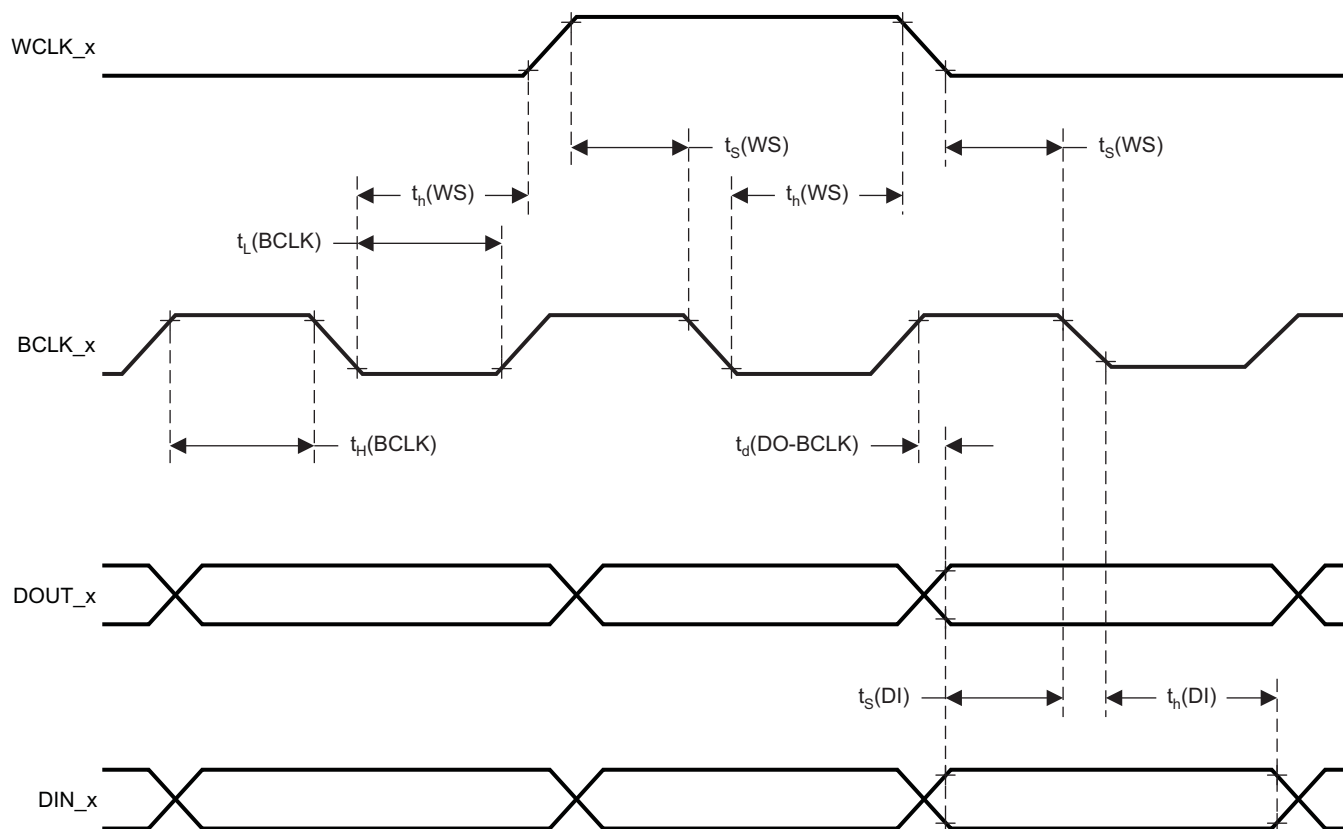 WCLK_x
tS(WS)
tS(WS)
th(WS)
th(WS)
tL(BCLK)
BCLK_x
tH(BCLK)
td(DO-BCLK)
DOUT_x
tS(DI)
th(DI)
DIN_x